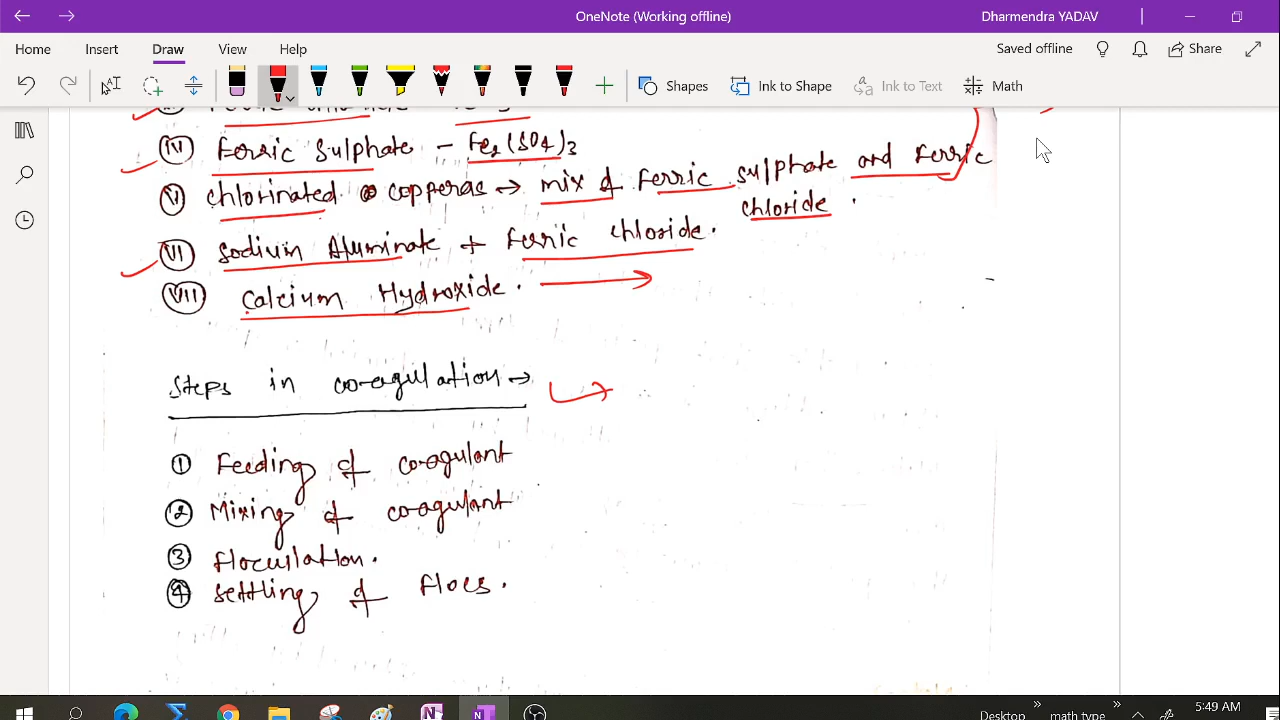 OneNote (Working offline)
Dharmendra YADAV
Home Insert Draw View Help
Saved offline
Share
Shapes
Ink to Shape
Ink to Text
Math
(IV) Ferric Sulphate - Fe2(SO4)3
(V) chlorinated copperas → mix of Ferric sulphate and Ferric
chloride.
(VI) Sodium Aluminate + Ferric chloride.
(VII) Calcium Hydroxide. →
Steps in co-agulation →
① Feeding of co-agulant
② Mixing of co-agulant
③ floculation.
④ Settling of flocs.
Desktop » math type »
5:49 AM